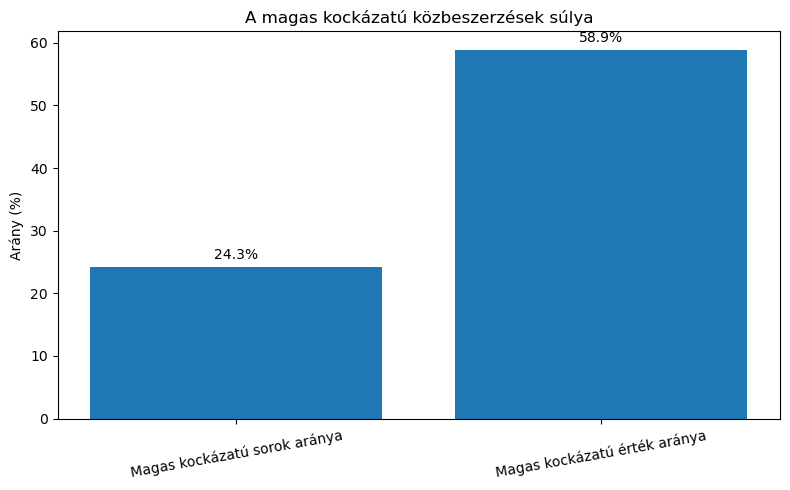 A magas kockázatú közbeszerzések súlya
Arány (%)
60
50
40
30
20
10
0
24.3%
58.9%
Magas kockázatú sorok aránya
Magas kockázatú érték aránya